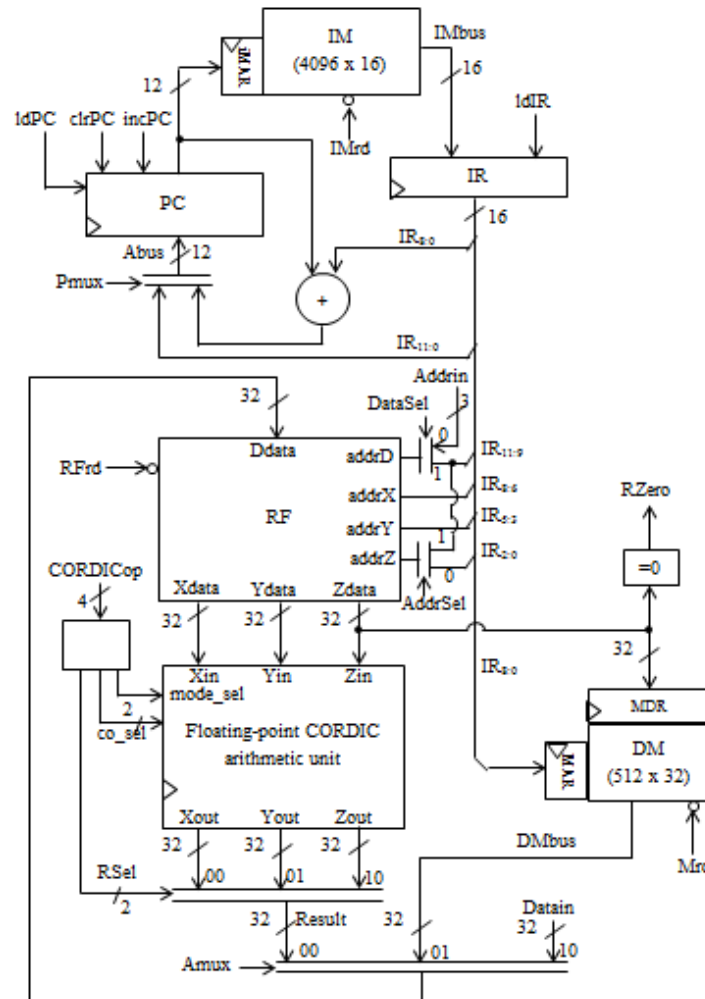 IM
(4096 x 16)
iMAR
IMbus
16
12
ldPC
clrPC
incPC
IMrd
ldIR
PC
IR
16
Abus
12
IR8:0
Pmux
+
IR11:0
Addrin
32
3
DataSel
0
Ddata
addrD
IR11:9
RFrd
1
addrX
IR8:6
RZero
RF
addrY
IR5:3
1
CORDICop
addrZ
IR2:0
=0
4
Xdata
Ydata
Zdata
0
32
32
32
AddrSel
32
Xin
Yin
Zin
IR8:0
mode_sel
2
MDR
co_sel
Floating-point CORDIC
arithmetic unit
MAR
DM
(512 x 32)
Xout
Yout
Zout
32
32
32
DMbus
Mrd
RSel
00
01
10
2
32
Result
32
Datain
32
00
01
10
Amux